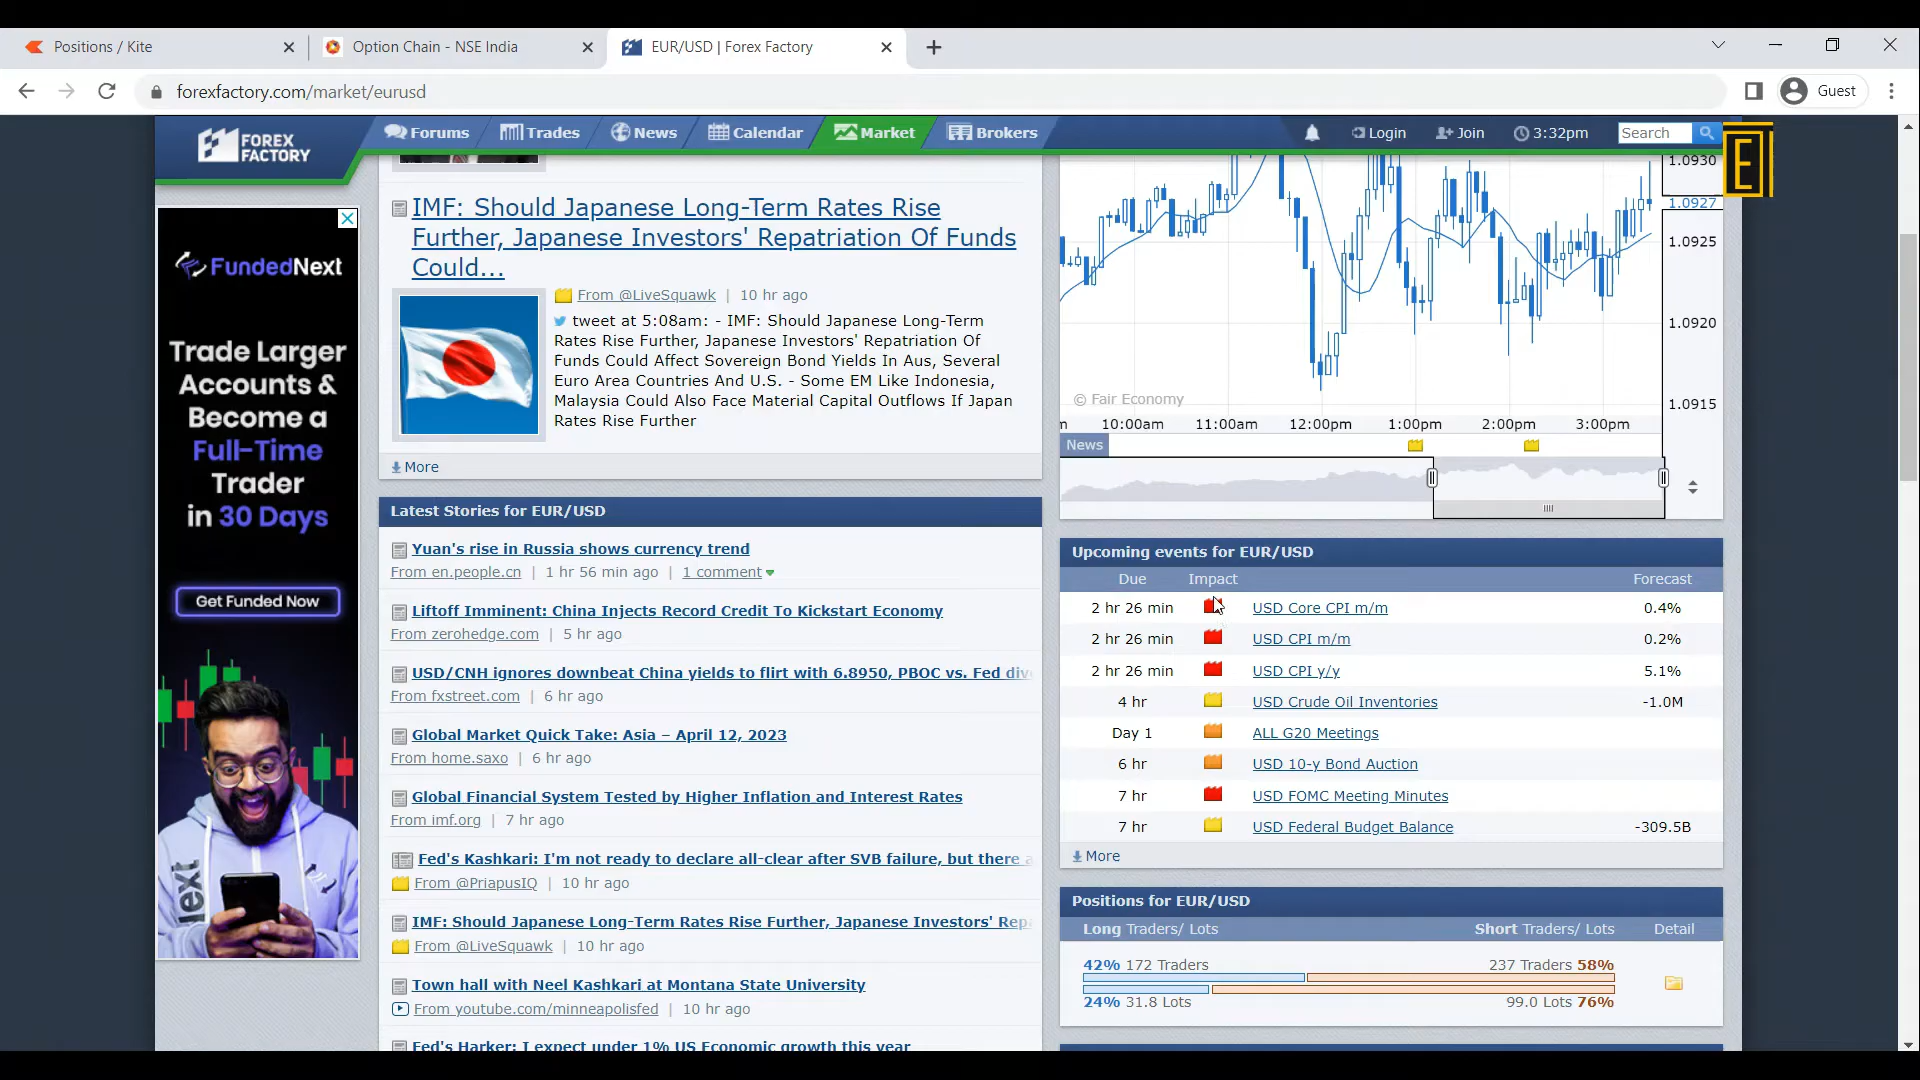 Positions / Kite
Option Chain - NSE India
EUR/USD | Forex Factory
forexfactory.com/market/eurusd
Guest
FOREX
FACTORY
Forums
Trades
News
Calendar
Market
Brokers
Login
Join
3:32pm
Search
E
FundedNext
Trade Larger
Accounts &
Become a
Full-Time
Trader
in 30 Days
Get Funded Now
next
IMF: Should Japanese Long-Term Rates Rise
Further, Japanese Investors' Repatriation Of Funds
Could...
From @LiveSquawk | 10 hr ago
tweet at 5:08am: - IMF: Should Japanese Long-Term
Rates Rise Further, Japanese Investors' Repatriation Of
Funds Could Affect Sovereign Bond Yields In Aus, Several
Euro Area Countries And U.S. - Some EM Like Indonesia,
Malaysia Could Also Face Material Capital Outflows If Japan
Rates Rise Further
More
Latest Stories for EUR/USD
Yuan's rise in Russia shows currency trend
From en.people.cn | 1 hr 56 min ago | 1 comment
Liftoff Imminent: China Injects Record Credit To Kickstart Economy
From zerohedge.com | 5 hr ago
USD/CNH ignores downbeat China yields to flirt with 6.8950, PBOC vs. Fed div
From fxstreet.com | 6 hr ago
Global Market Quick Take: Asia – April 12, 2023
From home.saxo | 6 hr ago
Global Financial System Tested by Higher Inflation and Interest Rates
From imf.org | 7 hr ago
Fed's Kashkari: I'm not ready to declare all-clear after SVB failure, but there a
From @PriapusIQ | 10 hr ago
IMF: Should Japanese Long-Term Rates Rise Further, Japanese Investors' Repa
From @LiveSquawk | 10 hr ago
Town hall with Neel Kashkari at Montana State University
From youtube.com/minneapolisfed | 10 hr ago
Fed's Harker: I expect under 1% US Economic growth this year
1.0930
1.0927
1.0925
1.0920
1.0915
© Fair Economy
m 10:00am 11:00am 12:00pm 1:00pm 2:00pm 3:00pm
News
Upcoming events for EUR/USD
Due Impact Forecast
2 hr 26 min USD Core CPI m/m 0.4%
2 hr 26 min USD CPI m/m 0.2%
2 hr 26 min USD CPI y/y 5.1%
4 hr USD Crude Oil Inventories -1.0M
Day 1 ALL G20 Meetings
6 hr USD 10-y Bond Auction
7 hr USD FOMC Meeting Minutes
7 hr USD Federal Budget Balance -309.5B
More
Positions for EUR/USD
Long Traders/ Lots Short Traders/ Lots Detail
42% 172 Traders 237 Traders 58%
24% 31.8 Lots 99.0 Lots 76%